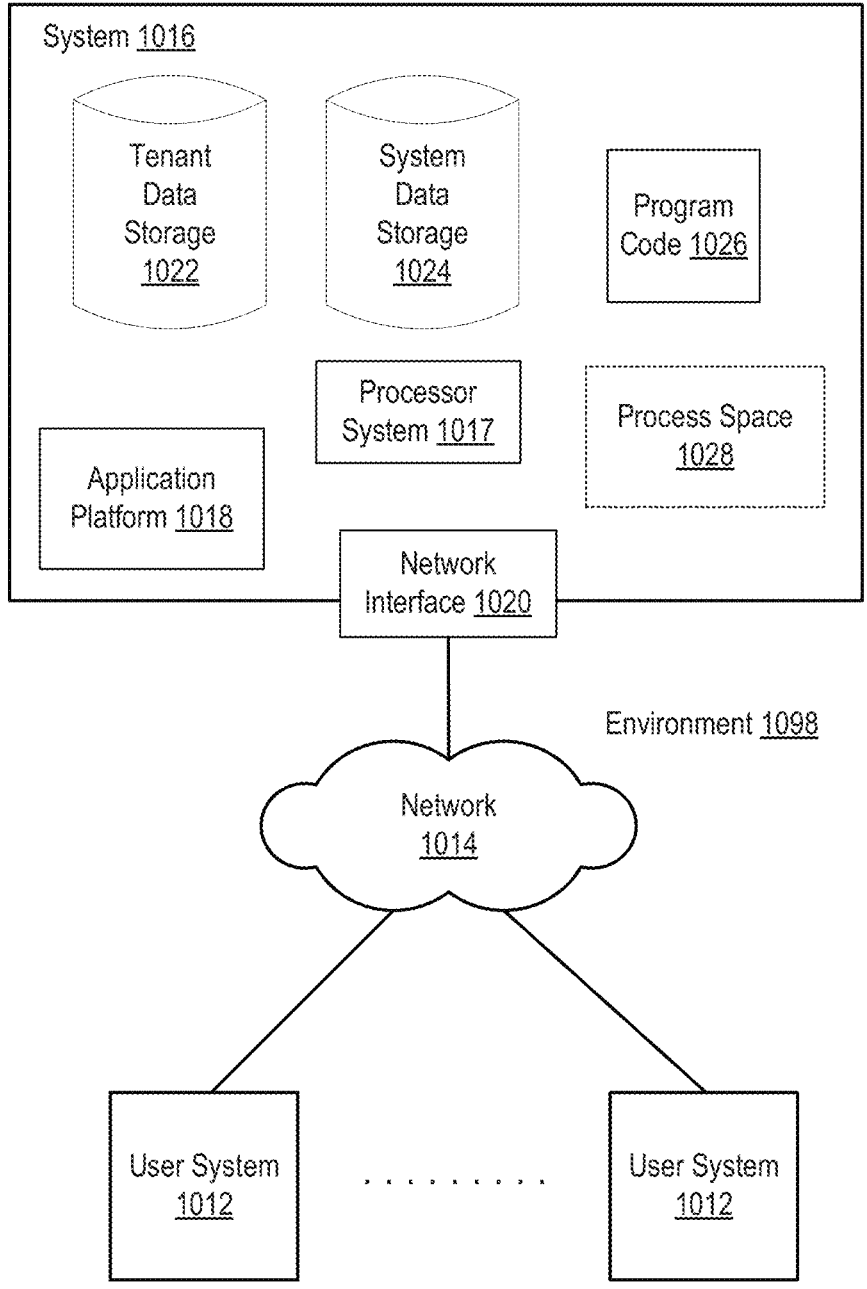 System 1016
Tenant
Data
Storage
1022
System
Data
Storage
1024
Program
Code 1026
Processor
System 1017
Process Space
1028
Application
Platform 1018
Network
Interface 1020
Environment 1098
Network
1014
User System
1012
User System
1012